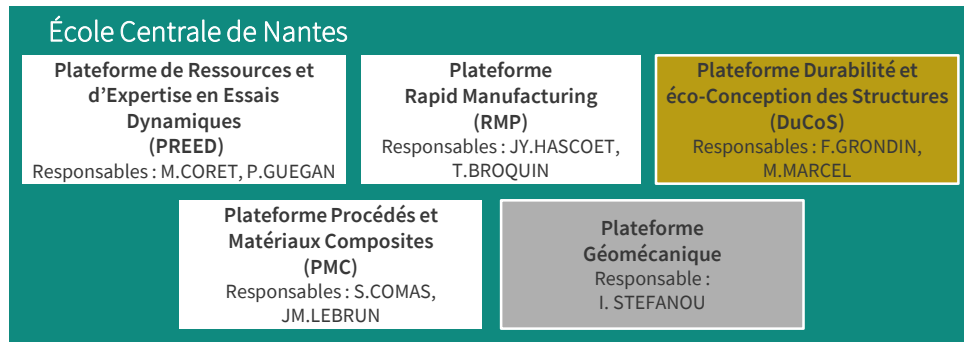 École Centrale de Nantes
Plateforme de Ressources et
d’Expertise en Essais
Dynamiques
(PREED)
Responsables : M.CORET, P.GUEGAN
Plateforme
Rapid Manufacturing
(RMP)
Responsables : JY.HASCOET,
T.BROQUIN
Plateforme Durabilité et
éco-Conception des Structures
(DuCoS)
Responsables : F.GRONDIN,
M.MARCEL
Plateforme Procédés et
Matériaux Composites
(PMC)
Responsables : S.COMAS,
JM.LEBRUN
Plateforme
Géomécanique
Responsable :
I. STEFANOU